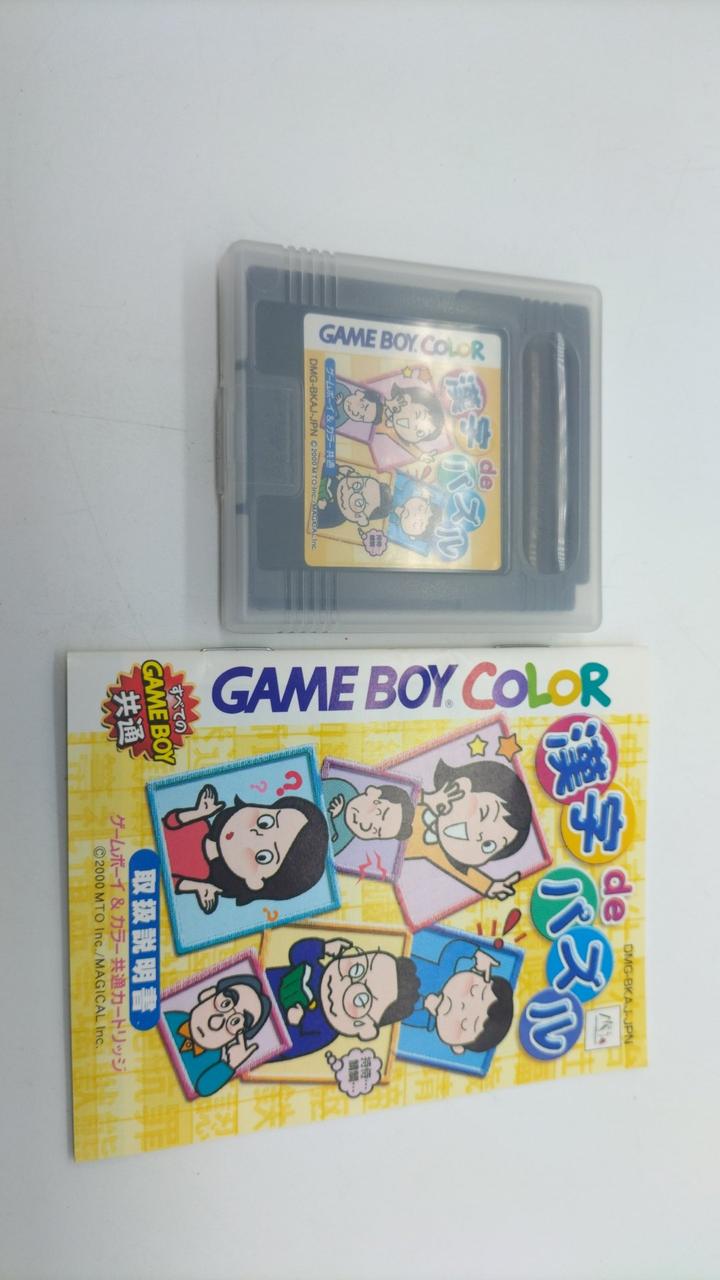 GAME BOY COLOR
漢字
de
パズル
ゲームボーイ & カラー 共通
DMG-BKAJ-JPN
© 2000 MTO Inc./MAGICAL Inc.
GAME BOY® COLOR
すべての
GAME BOY
共通
漢字
de
パズル
DMG-BKAJ-JPN
? ?
?
!
取扱説明書
ゲームボーイ & カラー 共通カートリッジ
©2000 MTO Inc./MAGICAL Inc.